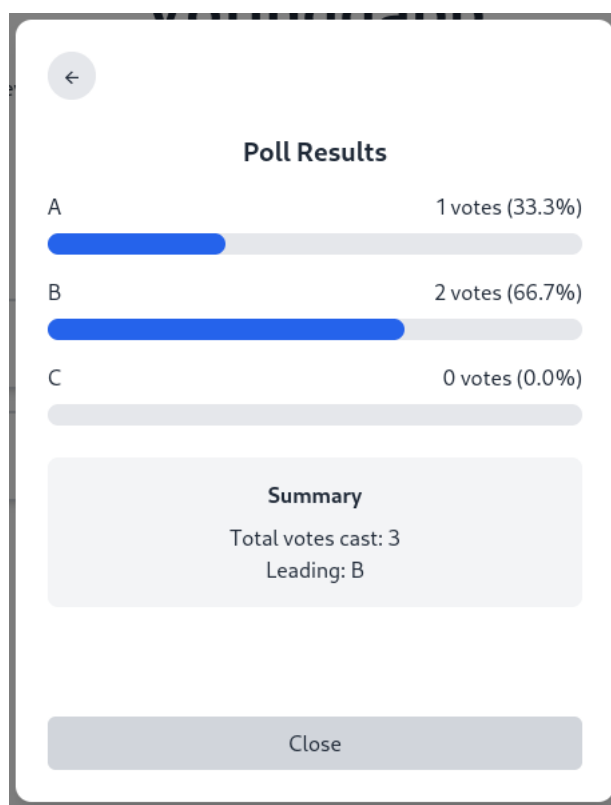 ←
Poll Results
A 1 votes (33.3%)
B 2 votes (66.7%)
C 0 votes (0.0%)
Summary
Total votes cast: 3
Leading: B
Close